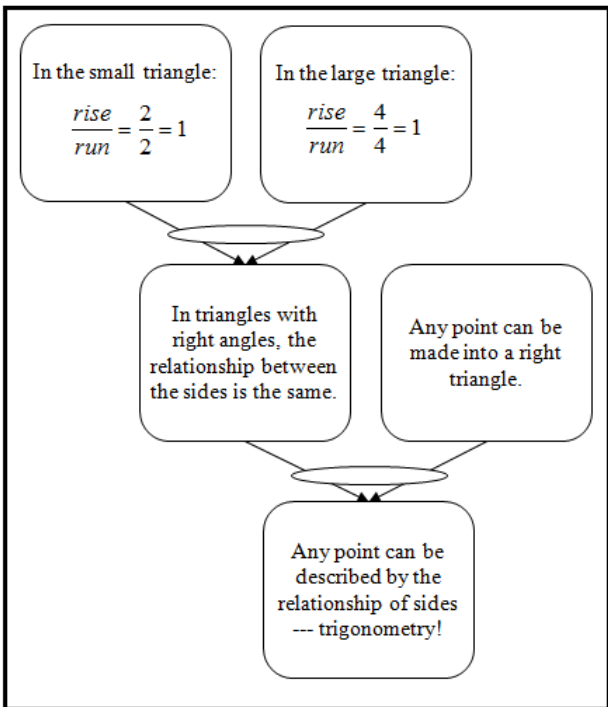 In the small triangle:
rise/run = 2/2 = 1
In the large triangle:
rise/run = 4/4 = 1
In triangles with
right angles, the
relationship between
the sides is the same.
Any point can be
made into a right
triangle.
Any point can be
described by the
relationship of sides
--- trigonometry!